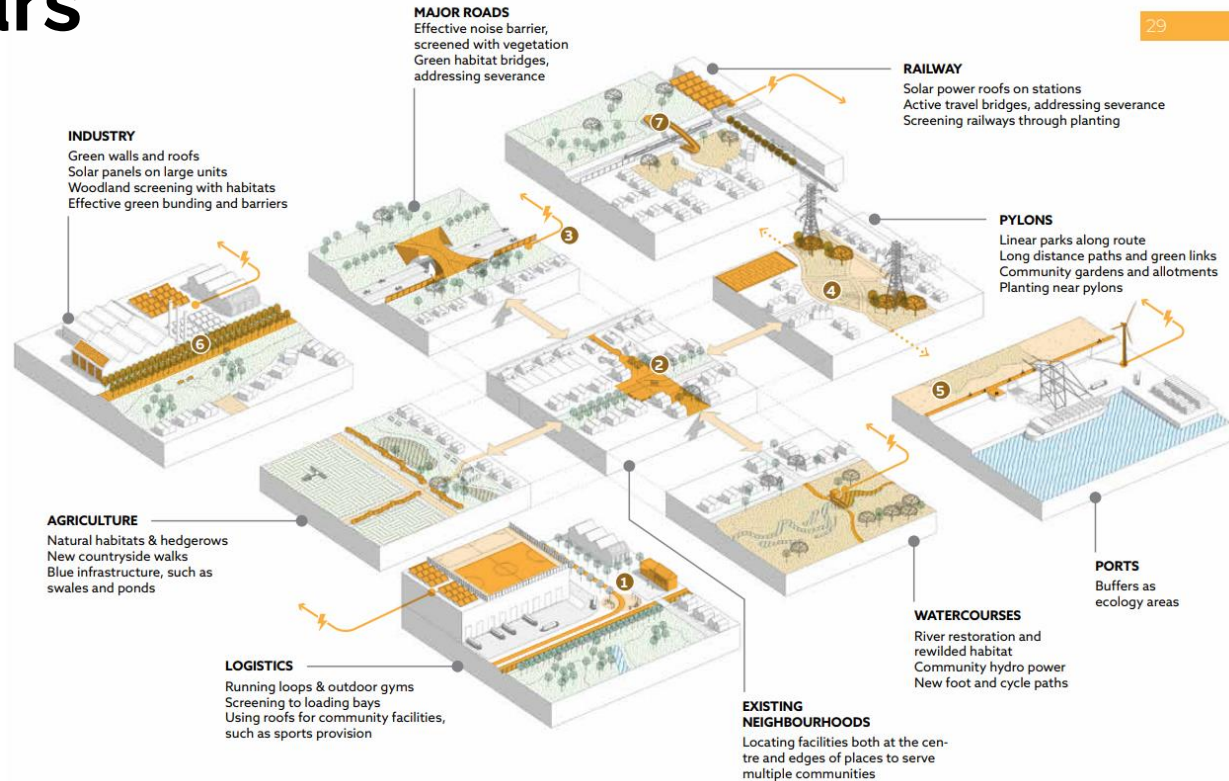 ars
29
MAJOR ROADS
Effective noise barrier,
screened with vegetation
Green habitat bridges,
addressing severance
RAILWAY
Solar power roofs on stations
Active travel bridges, addressing severance
Screening railways through planting
INDUSTRY
Green walls and roofs
Solar panels on large units
Woodland screening with habitats
Effective green bunding and barriers
PYLONS
Linear parks along route
Long distance paths and green links
Community gardens and allotments
Planting near pylons
7
3
4
6
2
5
1
AGRICULTURE
Natural habitats & hedgerows
New countryside walks
Blue infrastructure, such as
swales and ponds
PORTS
Buffers as
ecology areas
WATERCOURSES
River restoration and
rewilded habitat
Community hydro power
New foot and cycle paths
LOGISTICS
Running loops & outdoor gyms
Screening to loading bays
Using roofs for community facilities,
such as sports provision
EXISTING
NEIGHBOURHOODS
Locating facilities both at the cen-
tre and edges of places to serve
multiple communities